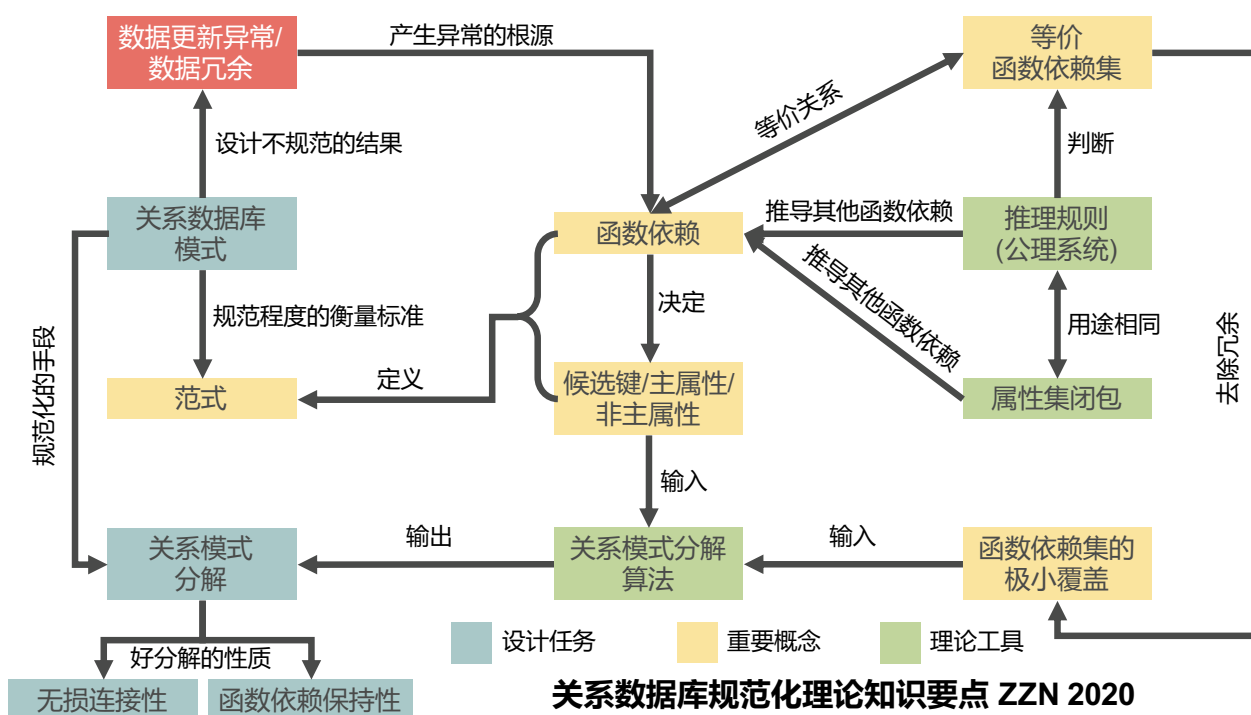 数据更新异常/
数据冗余
产生异常的根源
等价
函数依赖集
等价关系
设计不规范的结果
判断
关系数据库
模式
函数依赖
推导其他函数依赖
推理规则
(公理系统)
推导其他函数依赖
规范程度的衡量标准
决定
用途相同
去除冗余
规范化的手段
范式
定义
候选键/主属性/
非主属性
属性集闭包
输入
关系模式
分解
输出
关系模式分解
算法
输入
函数依赖集的
极小覆盖
好分解的性质
设计任务
重要概念
理论工具
无损连接性
函数依赖保持性
关系数据库规范化理论知识要点 ZZN 2020